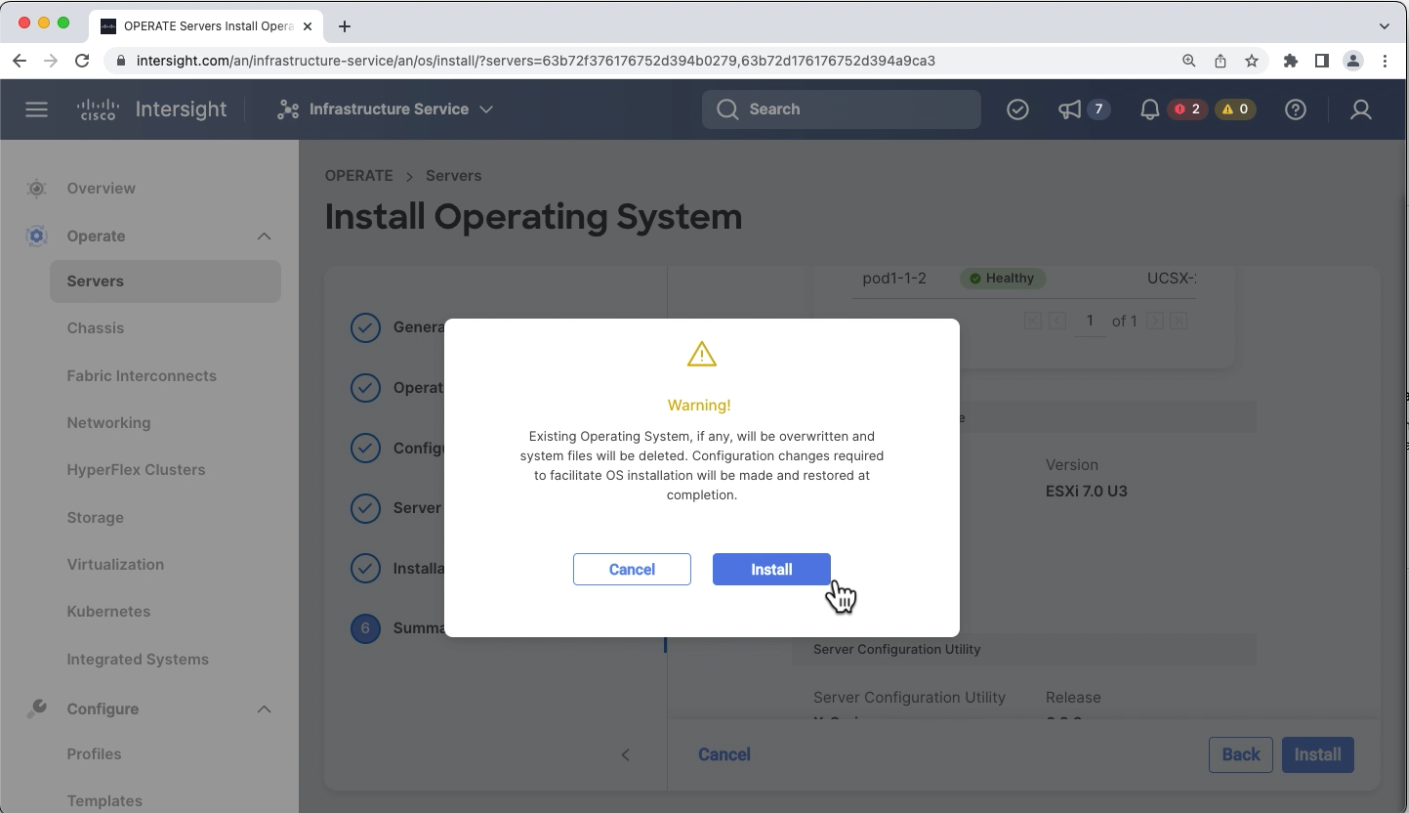 OPERATE Servers Install Opera
intersight.com/an/infrastructure-service/an/os/install/?servers=63b72f376176752d394b0279,63b72d176176752d394a9ca3
CISCO Intersight Infrastructure Service Search 7 2 0
Overview
Operate
Servers
Chassis
Fabric Interconnects
Networking
HyperFlex Clusters
Storage
Virtualization
Kubernetes
Integrated Systems
Configure
Profiles
Templates
OPERATE > Servers
Install Operating System
Genera
Operat
Config
Server
Installa
6 Summa
pod1-1-2 Healthy UCSX-
1 of 1
Warning!
Existing Operating System, if any, will be overwritten and
system files will be deleted. Configuration changes required
to facilitate OS installation will be made and restored at
completion.
Cancel Install
Version
ESXi 7.0 U3
Server Configuration Utility
Server Configuration Utility Release
Cancel Back Install